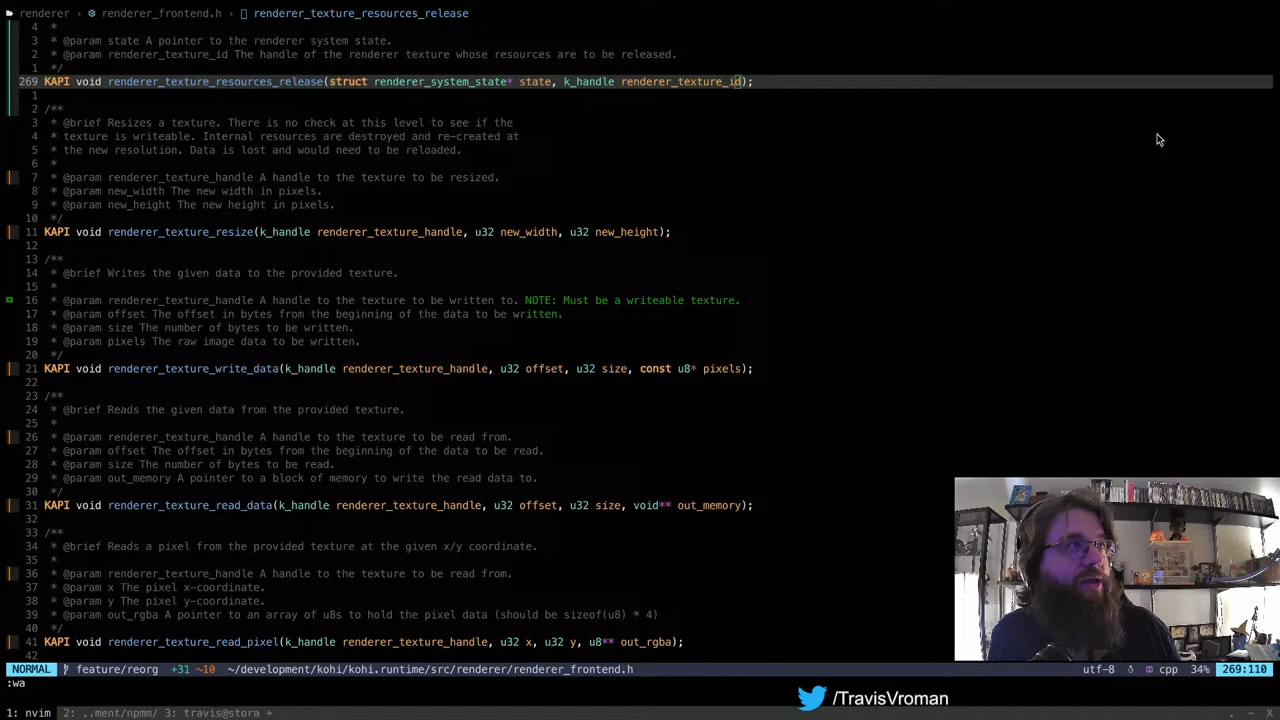 renderer › renderer_frontend.h › renderer_texture_resources_release
4 *
3 * @param state A pointer to the renderer system state.
2 * @param renderer_texture_id The handle of the renderer texture whose resources are to be released.
1 */
269 KAPI void renderer_texture_resources_release(struct renderer_system_state* state, k_handle renderer_texture_id);
1
2 /**
3 * @brief Resizes a texture. There is no check at this level to see if the
4 * texture is writeable. Internal resources are destroyed and re-created at
5 * the new resolution. Data is lost and would need to be reloaded.
6 *
7 * @param renderer_texture_handle A handle to the texture to be resized.
8 * @param new_width The new width in pixels.
9 * @param new_height The new height in pixels.
10 */
11 KAPI void renderer_texture_resize(k_handle renderer_texture_handle, u32 new_width, u32 new_height);
12
13 /**
14 * @brief Writes the given data to the provided texture.
15 *
16 * @param renderer_texture_handle A handle to the texture to be written to. NOTE: Must be a writeable texture.
17 * @param offset The offset in bytes from the beginning of the data to be written.
18 * @param size The number of bytes to be written.
19 * @param pixels The raw image data to be written.
20 */
21 KAPI void renderer_texture_write_data(k_handle renderer_texture_handle, u32 offset, u32 size, const u8* pixels);
22
23 /**
24 * @brief Reads the given data from the provided texture.
25 *
26 * @param renderer_texture_handle A handle to the texture to be read from.
27 * @param offset The offset in bytes from the beginning of the data to be read.
28 * @param size The number of bytes to be read.
29 * @param out_memory A pointer to a block of memory to write the read data to.
30 */
31 KAPI void renderer_texture_read_data(k_handle renderer_texture_handle, u32 offset, u32 size, void** out_memory);
32
33 /**
34 * @brief Reads a pixel from the provided texture at the given x/y coordinate.
35 *
36 * @param renderer_texture_handle A handle to the texture to be read from.
37 * @param x The pixel x-coordinate.
38 * @param y The pixel y-coordinate.
39 * @param out_rgba A pointer to an array of u8s to hold the pixel data (should be sizeof(u8) * 4)
40 */
41 KAPI void renderer_texture_read_pixel(k_handle renderer_texture_handle, u32 x, u32 y, u8** out_rgba);
42
NORMAL feature/reorg +31 ~10 ~/development/kohi/kohi.runtime/src/renderer/renderer_frontend.h utf-8 cpp 34% 269:110
:wa
/TravisVroman
1: nvim 2: ..ment/npmm/ 3: travis@stora + . – X